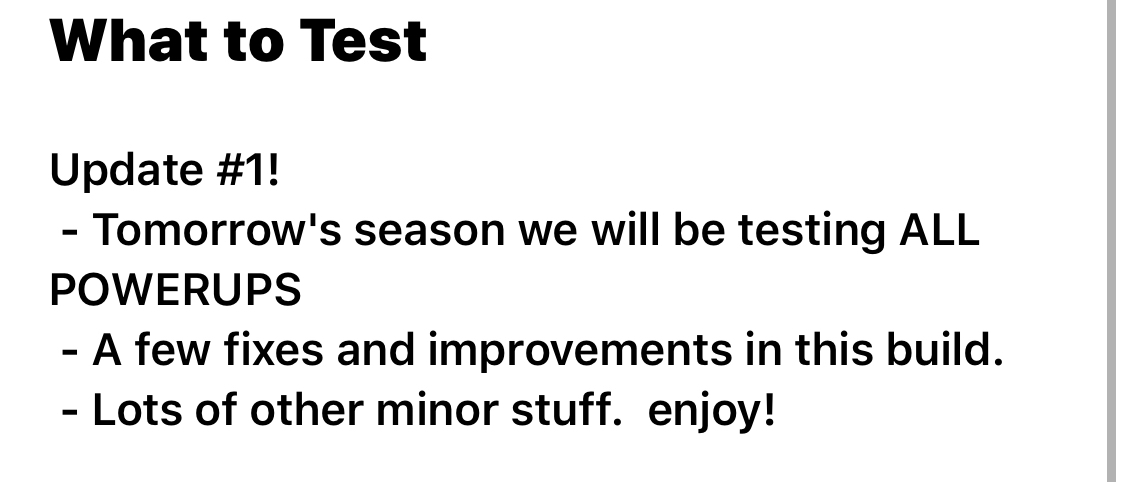 What to Test
Update #1!
- Tomorrow's season we will be testing ALL
POWERUPS
- A few fixes and improvements in this build.
- Lots of other minor stuff.  enjoy!